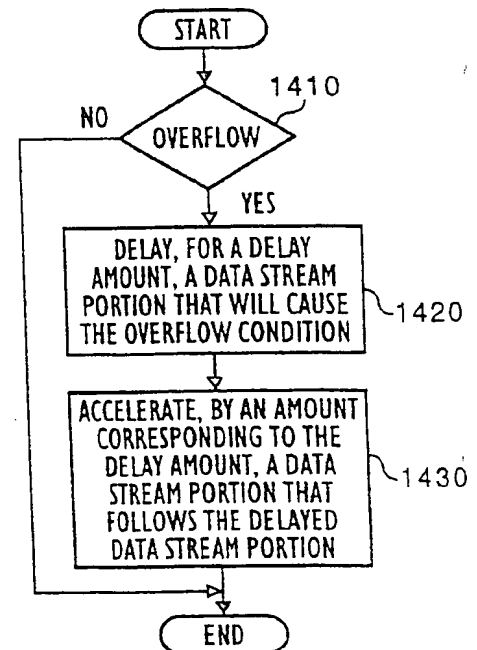 START
1410
NO
OVERFLOW
YES
DELAY, FOR A DELAY
AMOUNT, A DATA STREAM
PORTION THAT WILL CAUSE
THE OVERFLOW CONDITION
1420
ACCELERATE, BY AN AMOUNT
CORRESPONDING TO THE
DELAY AMOUNT, A DATA
STREAM PORTION THAT
FOLLOWS THE DELAYED
DATA STREAM PORTION
1430
END